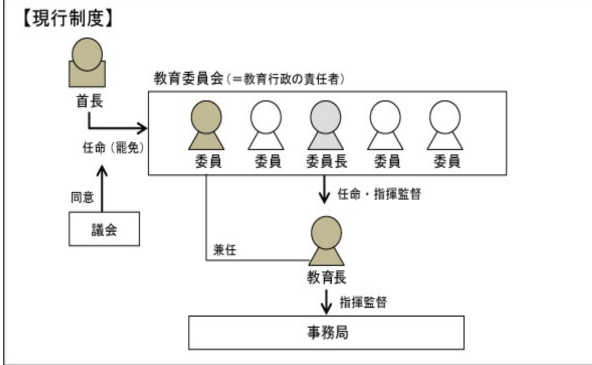 【現行制度】
首長
教育委員会(=教育行政の責任者)
委員 委員 委員長 委員 委員
任命(罷免)
同意
議会
任命・指揮監督
兼任
教育長
指揮監督
事務局